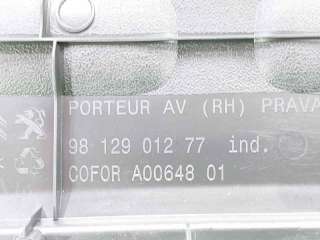 PORTEUR AV (RH) PRAVA
98 129 012 77 ind.
COFOR A00648 01